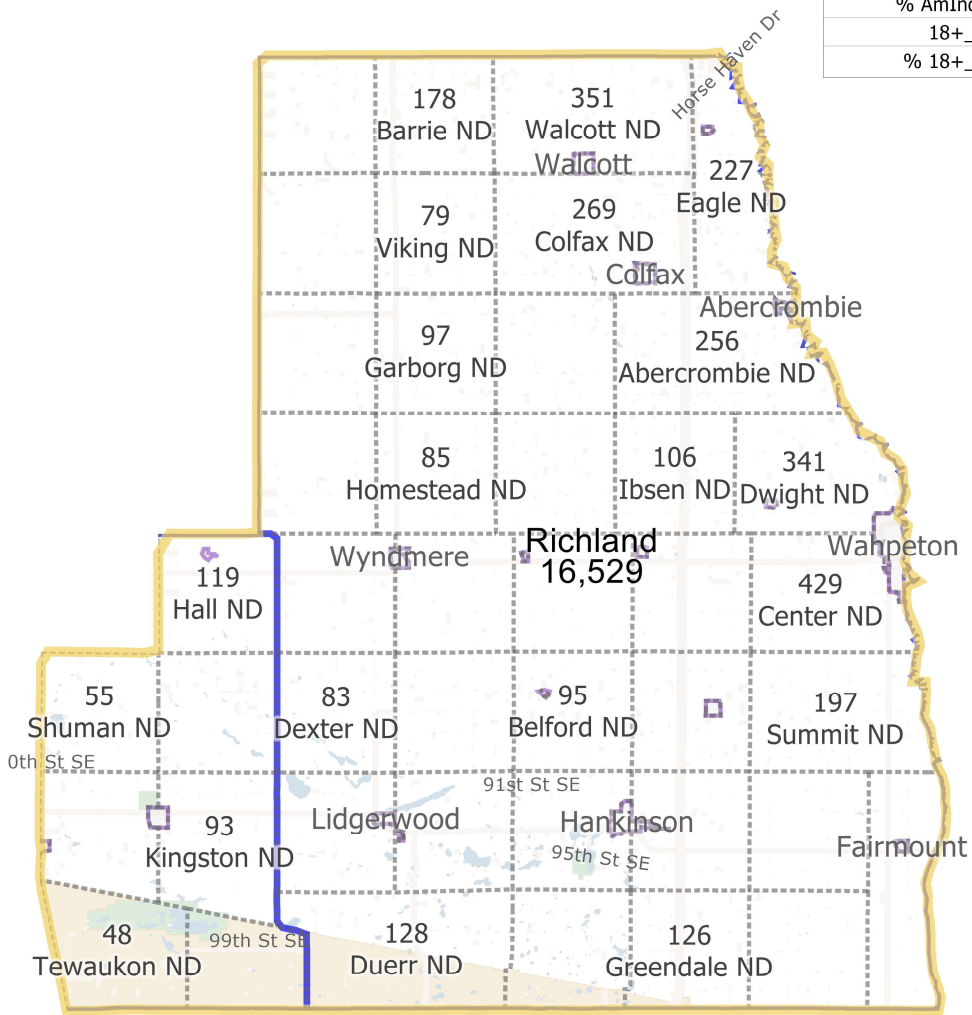 % AmInd
18+_
% 18+_
Horse Haven Dr
178
Barrie ND
351
Walcott ND
Walcott
227
Eagle ND
79
Viking ND
269
Colfax ND
Colfax
Abercrombie
97
Garborg ND
256
Abercrombie ND
85
Homestead ND
106
Ibsen ND
341
Dwight ND
Wyndmere
Richland
16,529
Wahpeton
119
Hall ND
429
Center ND
55
Shuman ND
83
Dexter ND
95
Belford ND
197
Summit ND
0th St SE
91st St SE
Lidgerwood
Hankinson
93
Kingston ND
95th St SE
Fairmount
48
Tewaukon ND
99th St SE
128
Duerr ND
126
Greendale ND